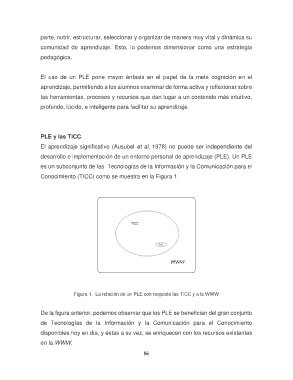 parte, nutrir, estructurar, seleccionar y organizar de manera muy vital y dinámica su
comunidad de aprendizaje. Esto, lo podemos dimensionar como una estrategia
pedagógica.
El uso de un PLE pone mayor énfasis en el papel de la meta cognición en el
aprendizaje, permitiendo a los alumnos examinar de forma activa y reflexionar sobre
las herramientas, procesos y recursos que dan lugar a un contenido más intuitivo,
profundo, lúcido, e inteligente para facilitar su aprendizaje.
PLE y las TICC
El aprendizaje significativo (Ausubel et al, 1978) no puede ser independiente del
desarrollo e implementación de un entorno personal de aprendizaje (PLE). Un PLE
es un subconjunto de las Tecnologías de la Información y la Comunicación para el
Conocimiento (TICC) como se muestra en la Figura 1.
TICC
PLE
WWW
Figura 1. La relación de un PLE con respecto las TICC y a la WWW
De la figura anterior, podemos observar que los PLE se benefician del gran conjunto
de Tecnologías de la Información y la Comunicación para el Conocimiento
disponibles hoy en día, y éstas a su vez, se enriquecen con los recursos existentes
en la WWW.
56